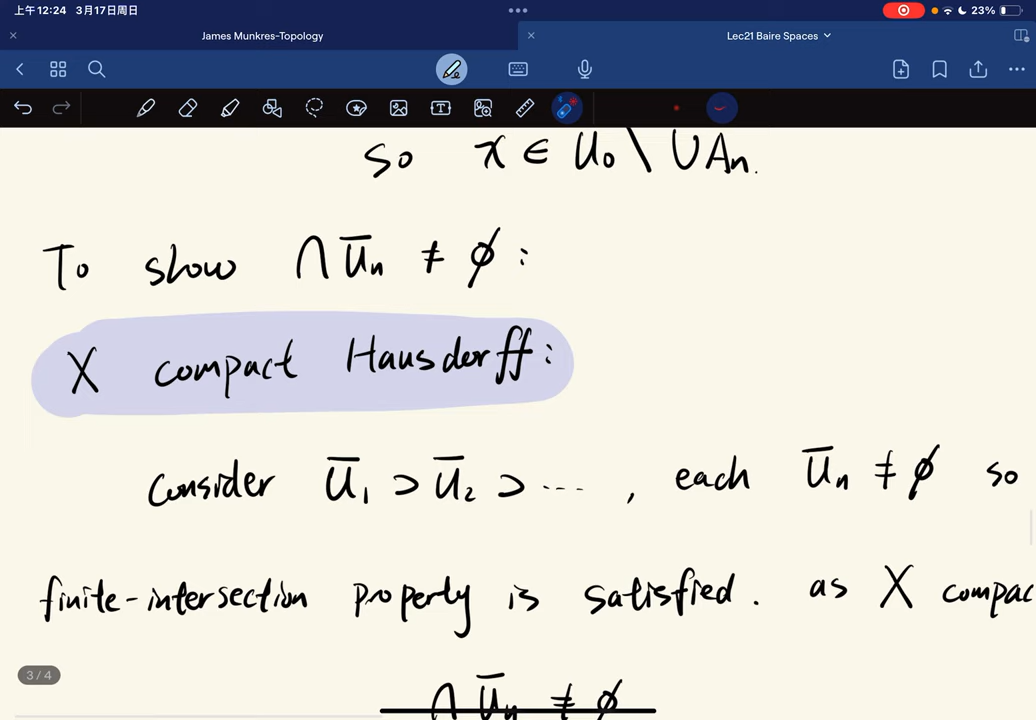 上午12:24 3月17日周日 23%
James Munkres-Topology
Lec21 Baire Spaces
so x ∈ U₀ \ ∪Aₙ.
To show ∩ Ūₙ ≠ ∅ :
X compact Hausdorff:
consider Ū₁ ⊃ Ū₂ ⊃ ---- , each Ūₙ ≠ ∅ so
finite-intersection property is satisfied. as X compac
3/4
∩ Ūₙ ≠ ∅